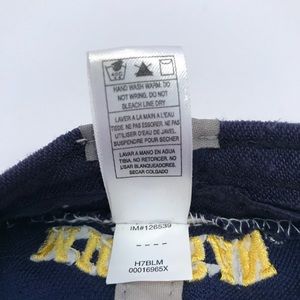 HAND WASH WARM. DO
NOT WRING. DO NOT
BLEACH LINE DRY
LAVER A LA MAIN A L'EAU
TIEDE. NE PAS ESSORER. NE
PAS UTILISER D'EAU DE JAVEL.
SUSPENDRE POUR SECHER
LAVAR A MANO EN AGUA
TIBIA. NO RETORCER. NO
USAR BLANQUEADORES.
SECAR COLGADO
IM#126539
----
H7BLM
00016965X